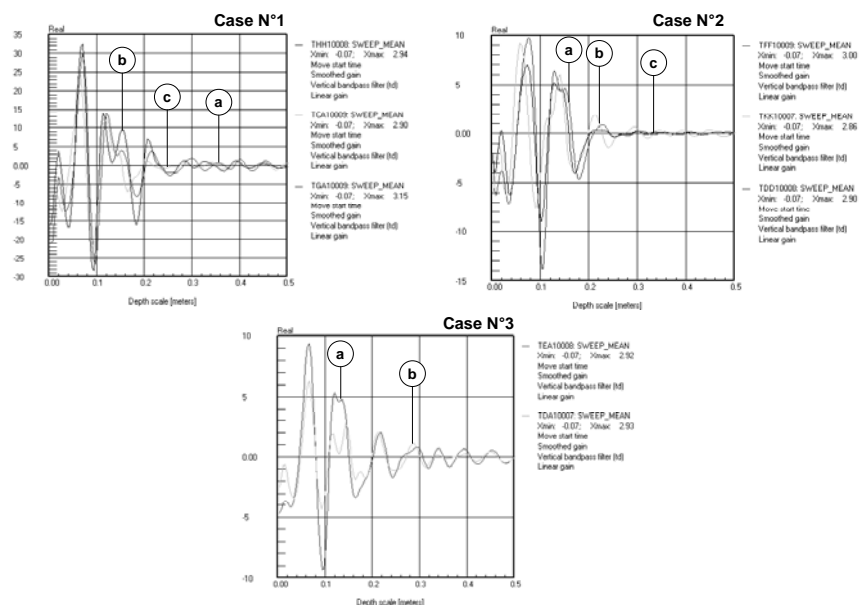 Case N°1
Real
35
30
25
20
15
10
5
0.00
-5
-10
-15
-20
-25
-30
b
c
a
0.00
0.1
0.2
0.3
0.4
0.5
Depth scale [meters]
THH10008: SWEEP_MEAN
Xmin: -0.07; Xmax: 2.94
Move start time
Smoothed gain
Vertical bandpass filter (td)
Linear gain
TCA10009: SWEEP_MEAN
Xmin: -0.07; Xmax: 2.90
Move start time
Smoothed gain
Vertical bandpass filter (td)
Linear gain
TGA10009: SWEEP_MEAN
Xmin: -0.07; Xmax: 3.15
Move start time
Smoothed gain
Vertical bandpass filter (td)
Linear gain
Case N°2
Real
10
5
0.00
-5
-10
-15
a
b
c
0.00
0.1
0.2
0.3
0.4
0.5
Depth scale [meters]
TFF10009: SWEEP_MEAN
Xmin: -0.07; Xmax: 3.00
Move start time
Smoothed gain
Vertical bandpass filter (td)
Linear gain
TKK10007: SWEEP_MEAN
Xmin: -0.07; Xmax: 2.86
Move start time
Smoothed gain
Vertical bandpass filter (td)
Linear gain
TDD10008: SWEEP_MEAN
Xmin: -0.07; Xmax: 2.90
Move start time
Smoothed gain
Vertical bandpass filter (td)
Linear gain
Case N°3
Real
10
5
0.00
-5
-10
a
b
0.00
0.1
0.2
0.3
0.4
0.5
Depth scale [meters]
TEA10008: SWEEP_MEAN
Xmin: -0.07; Xmax: 2.92
Move start time
Smoothed gain
Vertical bandpass filter (td)
Linear gain
TDA10007: SWEEP_MEAN
Xmin: -0.07; Xmax: 2.93
Move start time
Smoothed gain
Vertical bandpass filter (td)
Linear gain